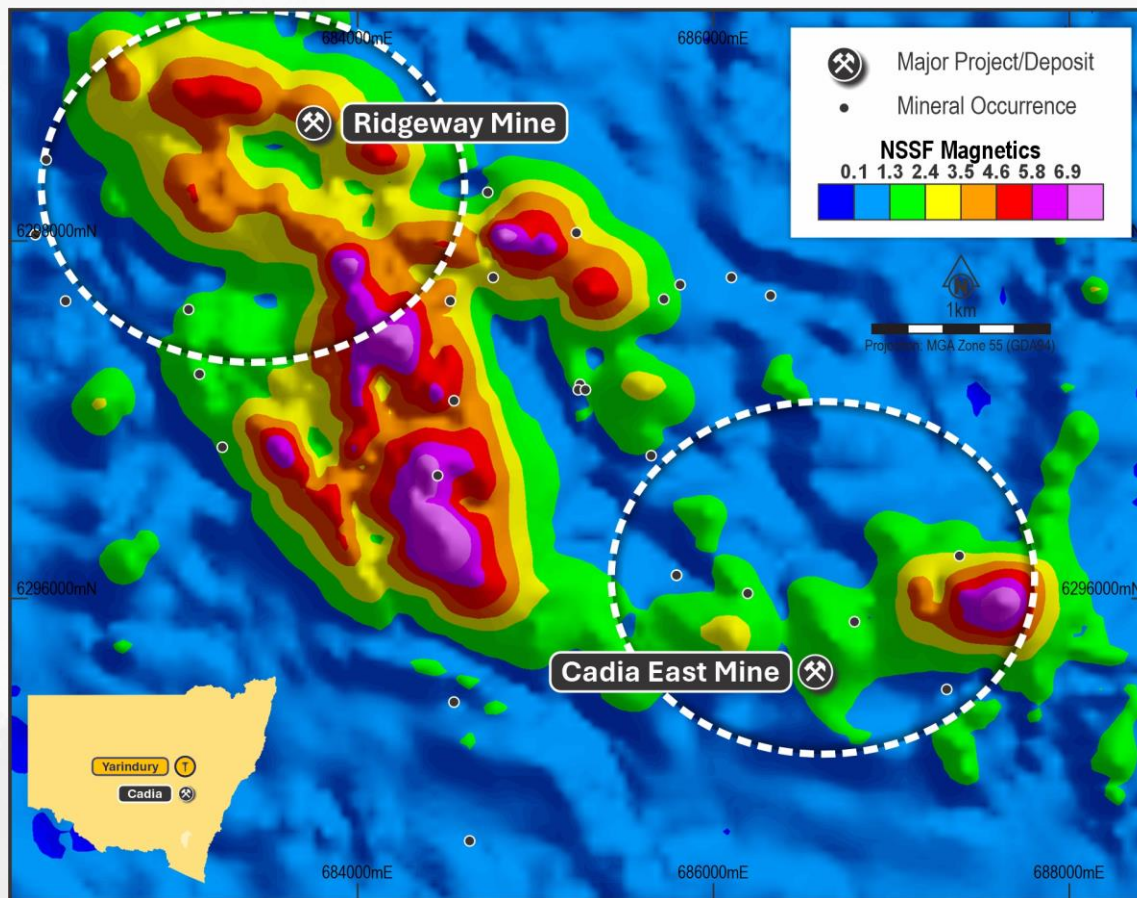 684000mE
686000mE
Major Project/Deposit
Mineral Occurrence
NSSF Magnetics
0.1 1.3 2.4 3.5 4.6 5.8 6.9
Ridgeway Mine
6298000mN
N
1km
Projection: MGA Zone 55 (GDA94)
6296000mN
6296000mN
Cadia East Mine
Yarindury
Cadia
684000mE
686000mE
688000mE